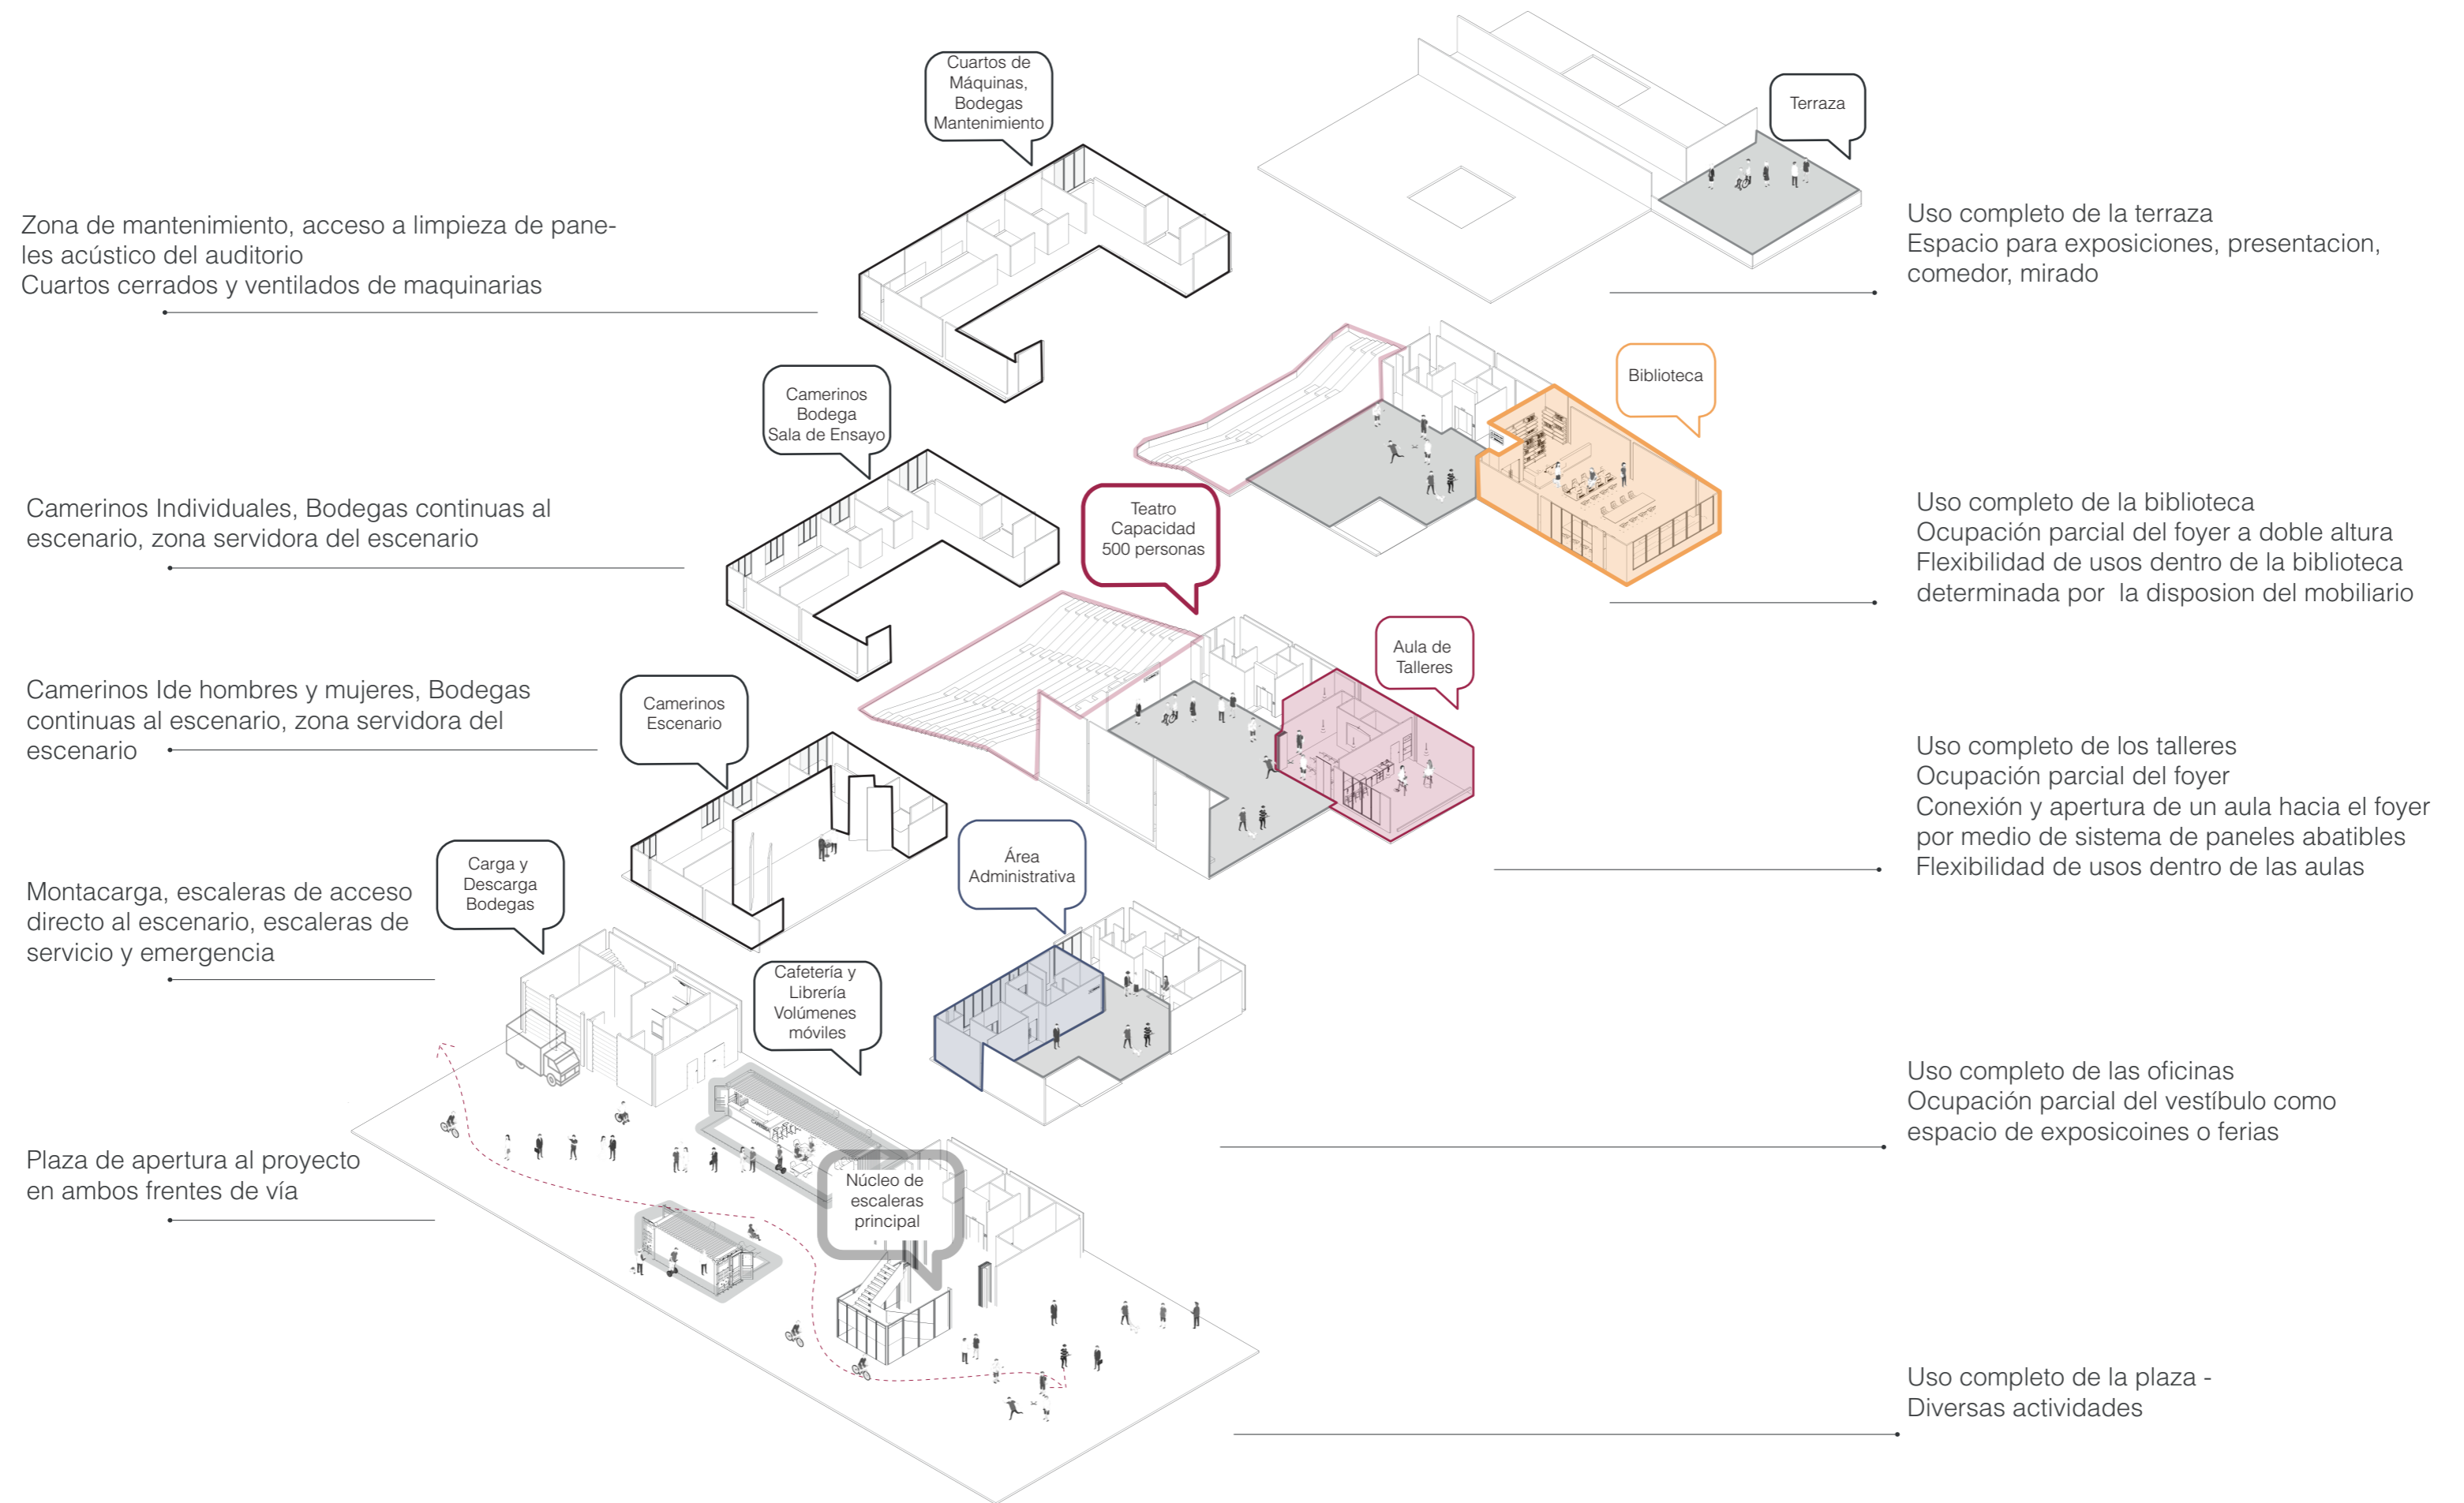 Cuartos de
Máquinas,
Bodegas
Mantenimiento
Terraza
Zona de mantenimiento, acceso a limpieza de pane-
les acústico del auditorio
Cuartos cerrados y ventilados de maquinarias
Uso completo de la terraza
Espacio para exposiciones, presentacion,
comedor, mirado
Camerinos
Bodega
Sala de Ensayo
Biblioteca
Camerinos Individuales, Bodegas continuas al
escenario, zona servidora del escenario
Teatro
Capacidad
500 personas
Uso completo de la biblioteca
Ocupación parcial del foyer a doble altura
Flexibilidad de usos dentro de la biblioteca
determinada por  la disposion del mobiliario
Camerinos Ide hombres y mujeres, Bodegas
continuas al escenario, zona servidora del
escenario
Camerinos
Escenario
Aula de
Talleres
Uso completo de los talleres
Ocupación parcial del foyer
Conexión y apertura de un aula hacia el foyer
por medio de sistema de paneles abatibles
Flexibilidad de usos dentro de las aulas
Montacarga, escaleras de acceso
directo al escenario, escaleras de
servicio y emergencia
Carga y
Descarga
Bodegas
Área
Administrativa
Cafetería y
Librería
Volúmenes
móviles
Uso completo de las oficinas
Ocupación parcial del vestíbulo como
espacio de exposicoines o ferias
Plaza de apertura al proyecto
en ambos frentes de vía
Núcleo de
escaleras
principal
Uso completo de la plaza -
Diversas actividades